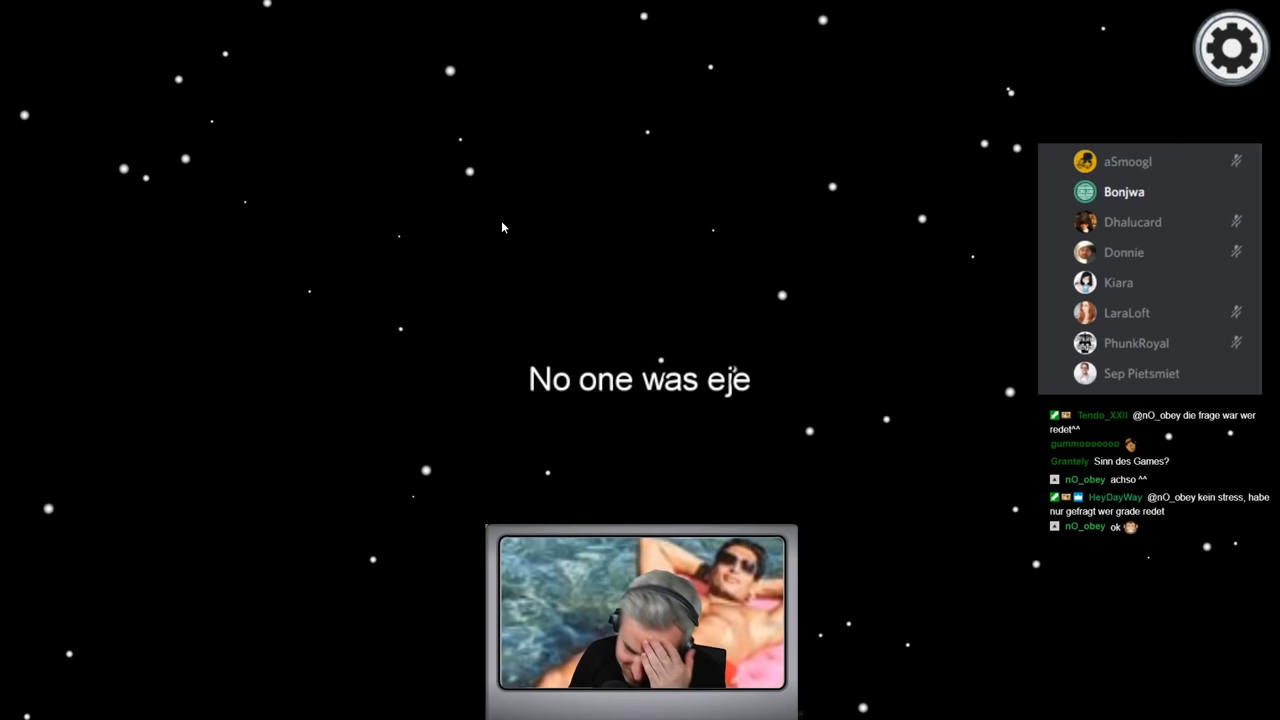 No one was eje
aSmoogl
Bonjwa
Dhalucard
Donnie
Kiara
LaraLoft
PhunkRoyal
Sep Pietsmiet
Tendo_XXII @nO_obey die frage war wer
redet^^
gummooooooo
Grantely Sinn des Games?
nO_obey achso ^^
HeyDayWay @nO_obey kein stress, habe
nur gefragt wer grade redet
nO_obey ok